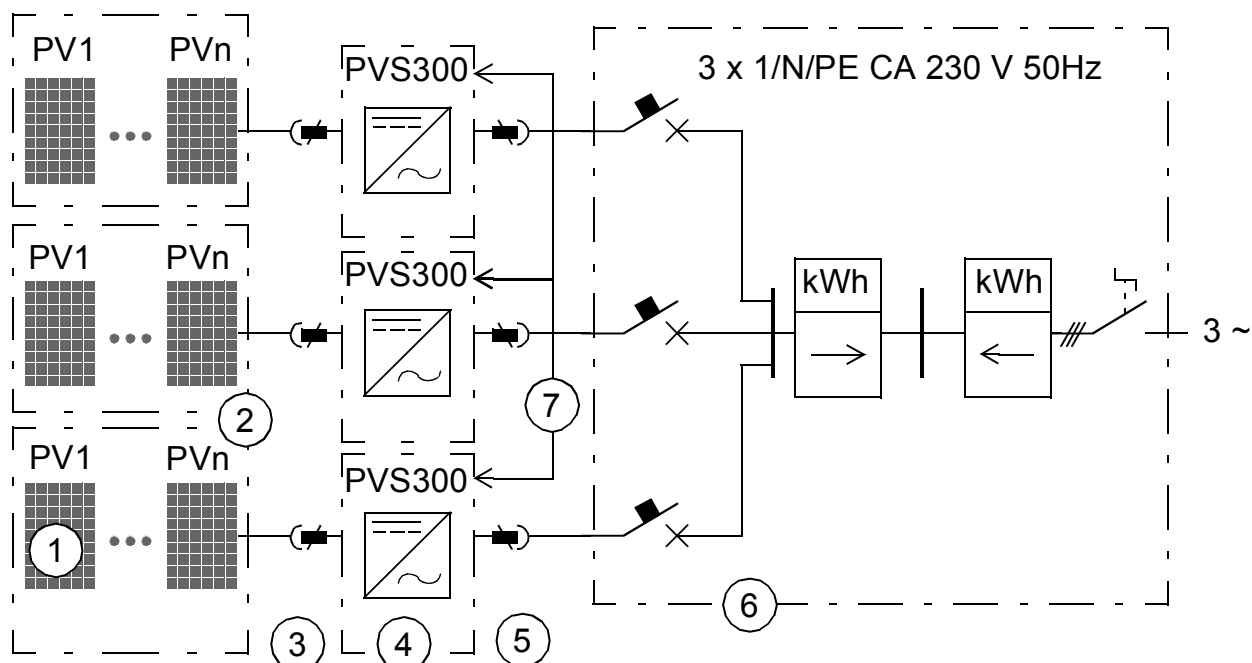 PV1 PVn
PVS300
3 x 1/N/PE CA 230 V 50Hz
PV1 PVn
PVS300
kWh kWh
3 ~
2
7
PV1 PVn
PVS300
1
6
3 4 5